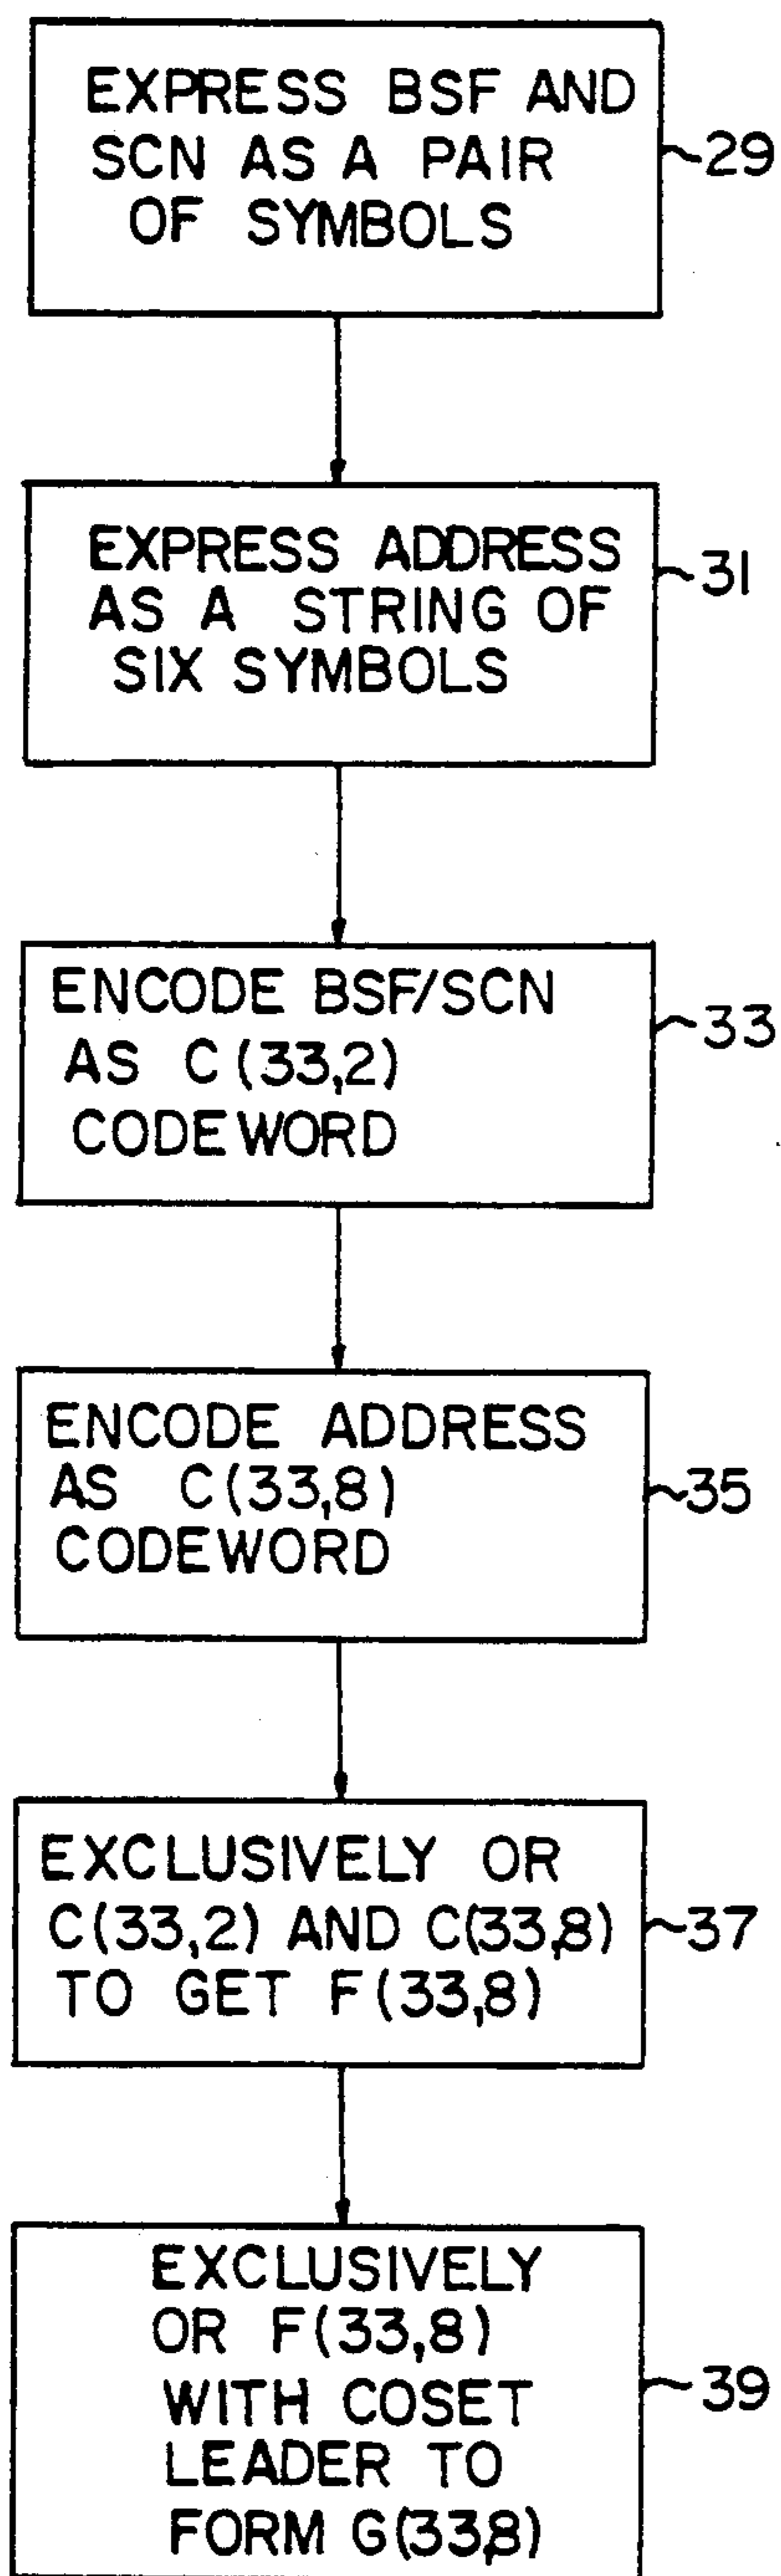 EXPRESS BSF AND
SCN AS A PAIR
OF SYMBOLS
29
EXPRESS ADDRESS
AS A STRING OF
SIX SYMBOLS
31
ENCODE BSF/SCN
AS C(33,2)
CODEWORD
33
ENCODE ADDRESS
AS C(33,8)
CODEWORD
35
EXCLUSIVELY OR
C(33,2) AND C(33,8)
TO GET F(33,8)
37
EXCLUSIVELY
OR F(33,8)
WITH COSET
LEADER TO
FORM G(33,8)
39